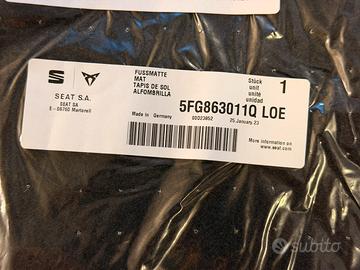 FUSSMATTE
MAT
TAPIS DE SOL
ALFOMBRILLA
Stück
unit
unité
unidad
1
SEAT S.A.
SEAT SA
E - 08760 Martorell
5FG863011Q LOE
Made in Germany
25 January 23
More information on
www.seat.com
subito